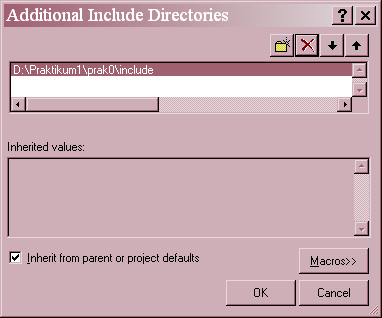 Additional Include Directories
D:\Praktikum1\prak0\include
Inherited values:
Inherit from parent or project defaults
Macros>>
OK
Cancel